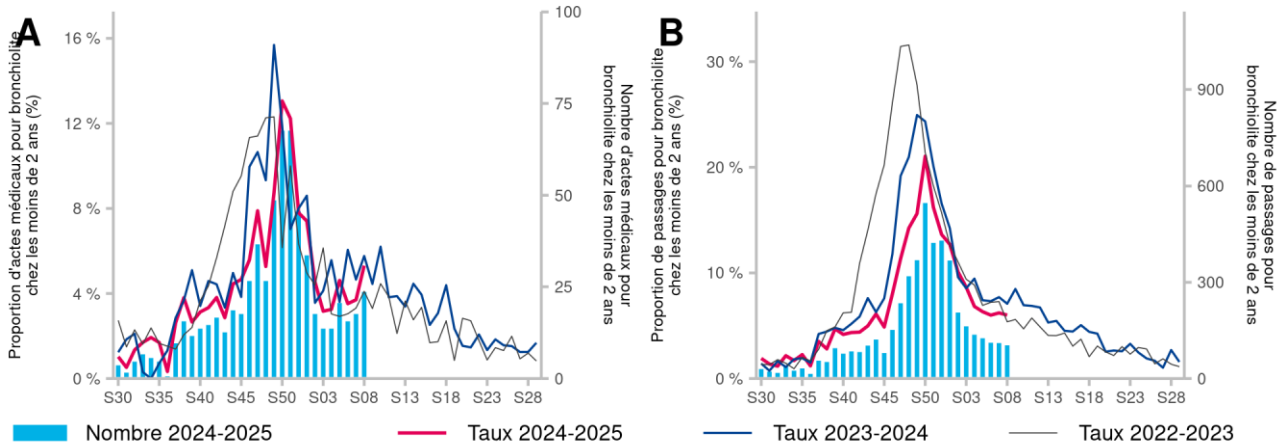 A
Proportion d'actes médicaux pour bronchiolite
chez les moins de 2 ans (%)
16 %
12 %
8 %
4 %
0 %
S30 S35 S40 S45 S50 S03 S08 S13 S18 S23 S28
100
75
50
25
0
Nombre d'actes médicaux pour
bronchiolite chez les moins de 2 ans
B
Proportion de passages pour bronchiolite
chez les moins de 2 ans (%)
30 %
20 %
10 %
0 %
S30 S35 S40 S45 S50 S03 S08 S13 S18 S23 S28
900
600
300
0
Nombre de passages pour
bronchiolite chez les moins de 2 ans
Nombre 2024-2025 Taux 2024-2025 Taux 2023-2024 Taux 2022-2023